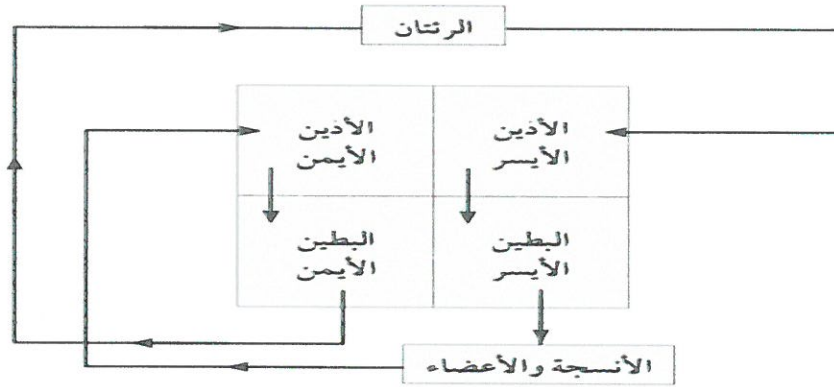 الرئتان
الأذين
الأيمن
الأذين
الأيسر
البطين
الأيمن
البطين
الأيسر
الأنسجة والأعضاء